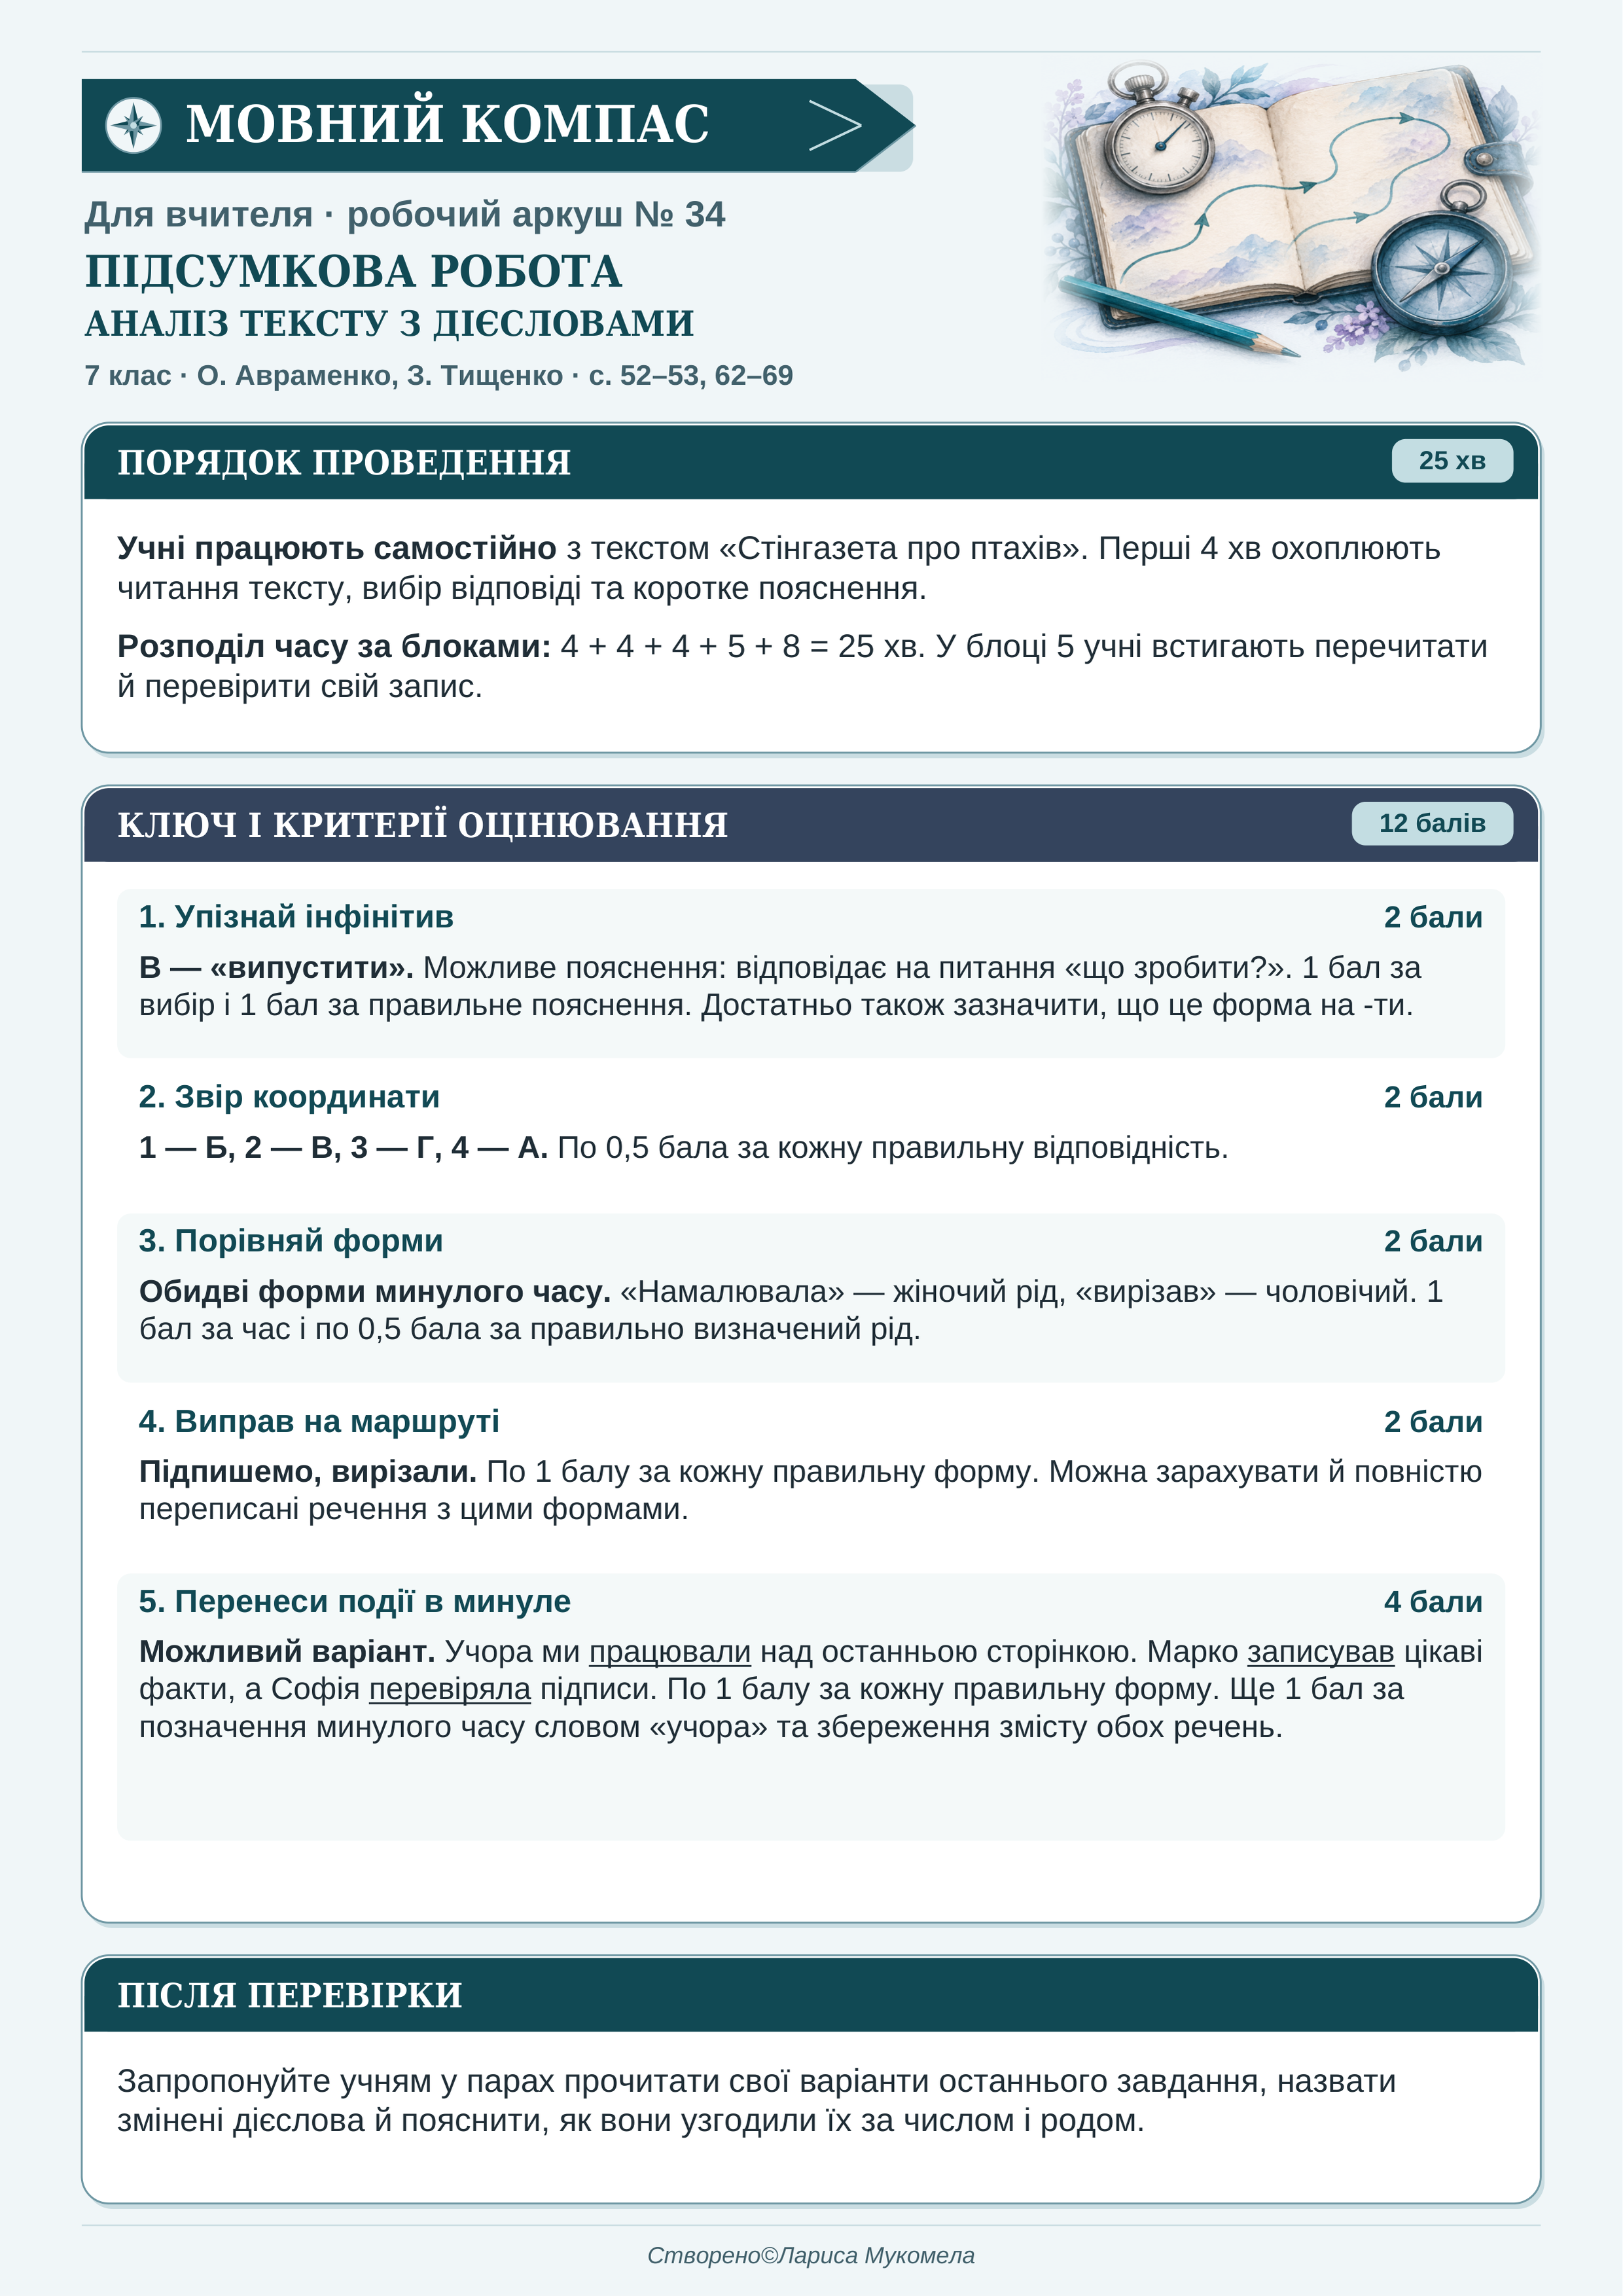 МОВНИЙ КОМПАС
Для вчителя · робочий аркуш № 34
ПІДСУМКОВА РОБОТА
АНАЛІЗ ТЕКСТУ З ДІЄСЛОВАМИ
7 клас · О. Авраменко, З. Тищенко · с. 52–53, 62–69
ПОРЯДОК ПРОВЕДЕННЯ
25 хв
Учні працюють самостійно з текстом «Стінгазета про птахів». Перші 4 хв охоплюють
читання тексту, вибір відповіді та коротке пояснення.
Розподіл часу за блоками: 4 + 4 + 4 + 5 + 8 = 25 хв. У блоці 5 учні встигають перечитати
й перевірити свій запис.
КЛЮЧ І КРИТЕРІЇ ОЦІНЮВАННЯ
12 балів
1. Упізнай інфінітив
2 бали
В — «випустити». Можливе пояснення: відповідає на питання «що зробити?». 1 бал за
вибір і 1 бал за правильне пояснення. Достатньо також зазначити, що це форма на -ти.
2. Звір координати
2 бали
1 — Б, 2 — В, 3 — Г, 4 — А. По 0,5 бала за кожну правильну відповідність.
3. Порівняй форми
2 бали
Обидві форми минулого часу. «Намалювала» — жіночий рід, «вирізав» — чоловічий. 1
бал за час і по 0,5 бала за правильно визначений рід.
4. Виправ на маршруті
2 бали
Підпишемо, вирізали. По 1 балу за кожну правильну форму. Можна зарахувати й повністю
переписані речення з цими формами.
5. Перенеси події в минуле
4 бали
Можливий варіант. Учора ми працювали над останньою сторінкою. Марко записував цікаві
факти, а Софія перевіряла підписи. По 1 балу за кожну правильну форму. Ще 1 бал за
позначення минулого часу словом «учора» та збереження змісту обох речень.
ПІСЛЯ ПЕРЕВІРКИ
Запропонуйте учням у парах прочитати свої варіанти останнього завдання, назвати
змінені дієслова й пояснити, як вони узгодили їх за числом і родом.
Створено©Лариса Мукомела